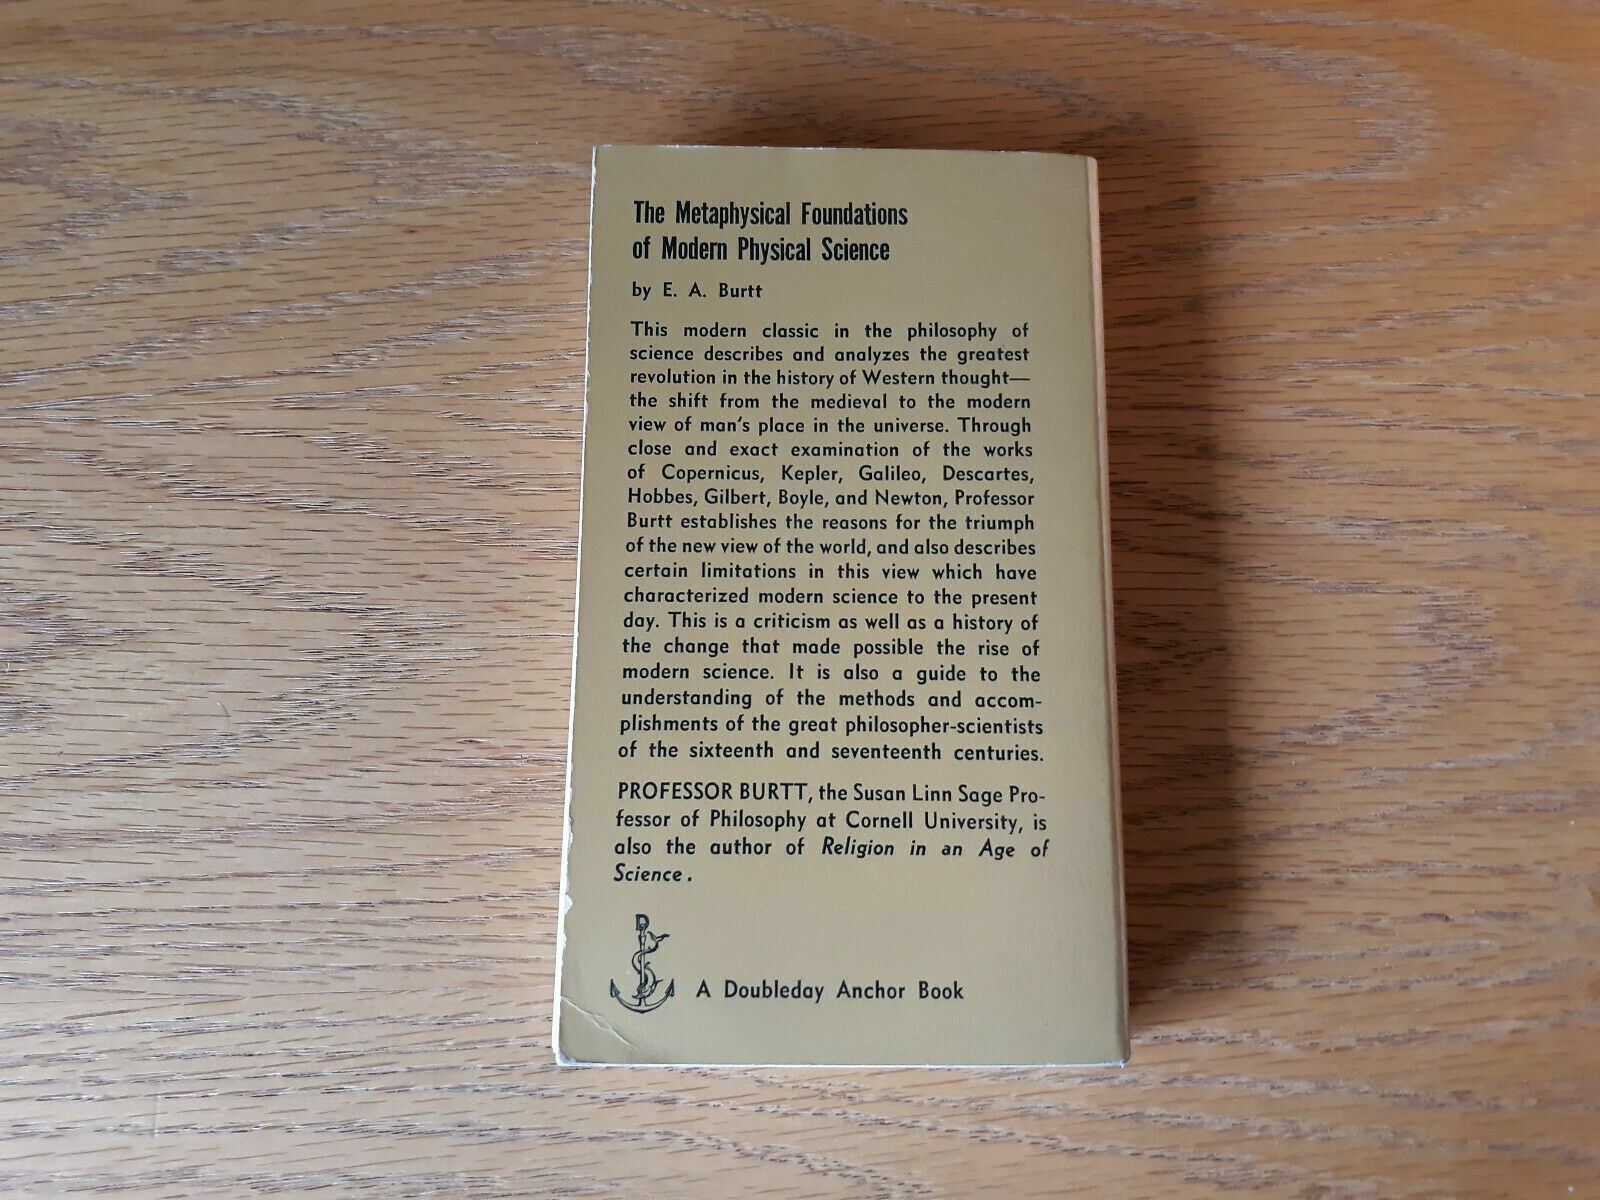 The Metaphysical Foundations
of Modern Physical Science
by E. A. Burtt
This modern classic in the philosophy of
science describes and analyzes the greatest
revolution in the history of Western thought—
the shift from the medieval to the modern
view of man's place in the universe. Through
close and exact examination of the works
of Copernicus, Kepler, Galileo, Descartes,
Hobbes, Gilbert, Boyle, and Newton, Professor
Burtt establishes the reasons for the triumph
of the new view of the world, and also describes
certain limitations in this view which have
characterized modern science to the present
day. This is a criticism as well as a history of
the change that made possible the rise of
modern science. It is also a guide to the
understanding of the methods and accom-
plishments of the great philosopher-scientists
of the sixteenth and seventeenth centuries.
PROFESSOR BURTT, the Susan Linn Sage Pro-
fessor of Philosophy at Cornell University, is
also the author of Religion in an Age of
Science.
D
A Doubleday Anchor Book